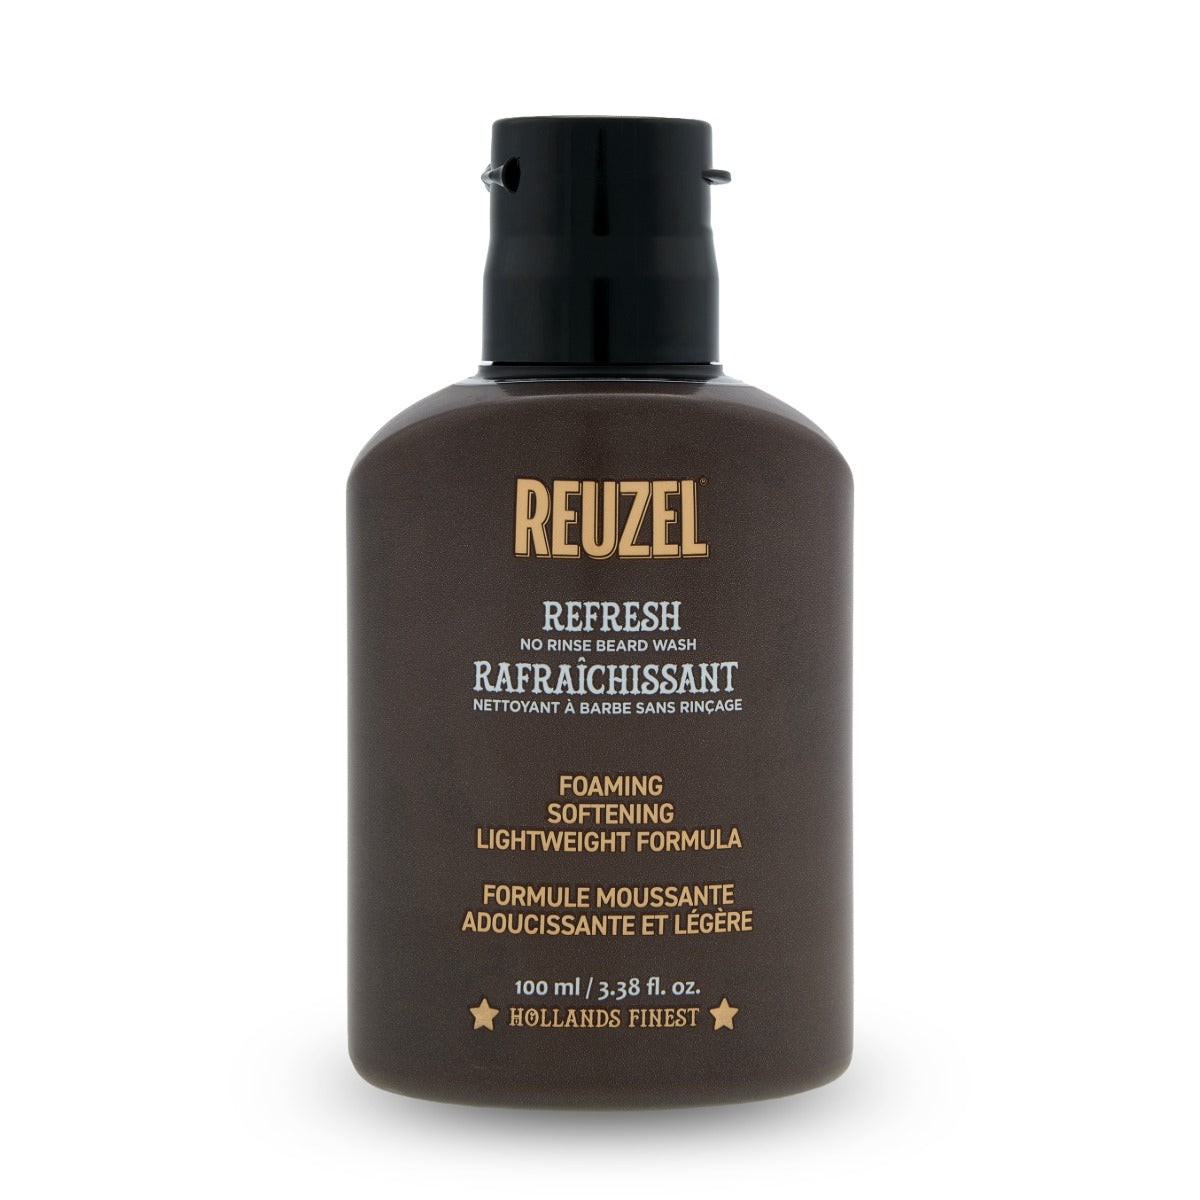 REUZEL®
REFRESH
NO RINSE BEARD WASH
RAFRAÎCHISSANT
NETTOYANT À BARBE SANS RINÇAGE
FOAMING
SOFTENING
LIGHTWEIGHT FORMULA
FORMULE MOUSSANTE
ADOUCISSANTE ET LÉGÈRE
100 ml / 3.38 fl. oz.
HOLLANDS FINEST